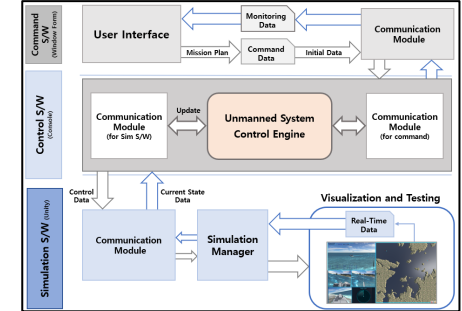 Command
S/W
(Window Form)
User Interface
Monitoring
Data
Communication
Module
Mission Plan
Command
Data
Initial Data
Control S/W
(Console)
Communication
Module
(for Sim S/W)
Update
Unmanned System
Control Engine
Communication
Module
(for command)
Control
Data
Current State
Data
Simulation S/W (Unity)
Communication
Module
Simulation
Manager
Visualization and Testing
Real-Time
Data